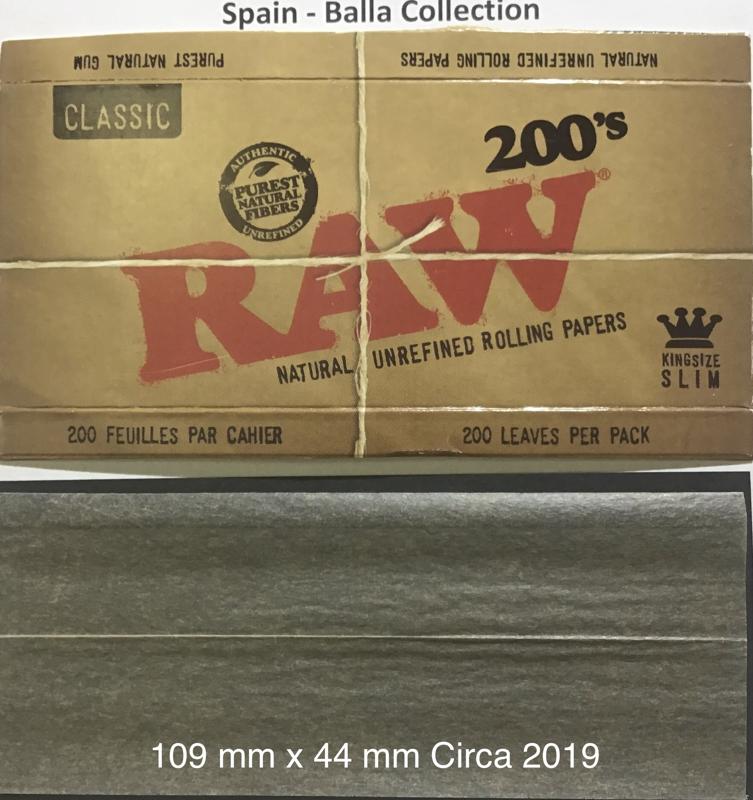 Spain - Balla Collection
PUREST NATURAL GUM
NATURAL UNREFINED ROLLING PAPERS
CLASSIC
200's
AUTHENTIC
PUREST
NATURAL
FIBERS
UNREFINED
RAW®
NATURAL UNREFINED ROLLING PAPERS
KINGSIZE
SLIM
200 FEUILLES PAR CAHIER
200 LEAVES PER PACK
109 mm x 44 mm Circa 2019